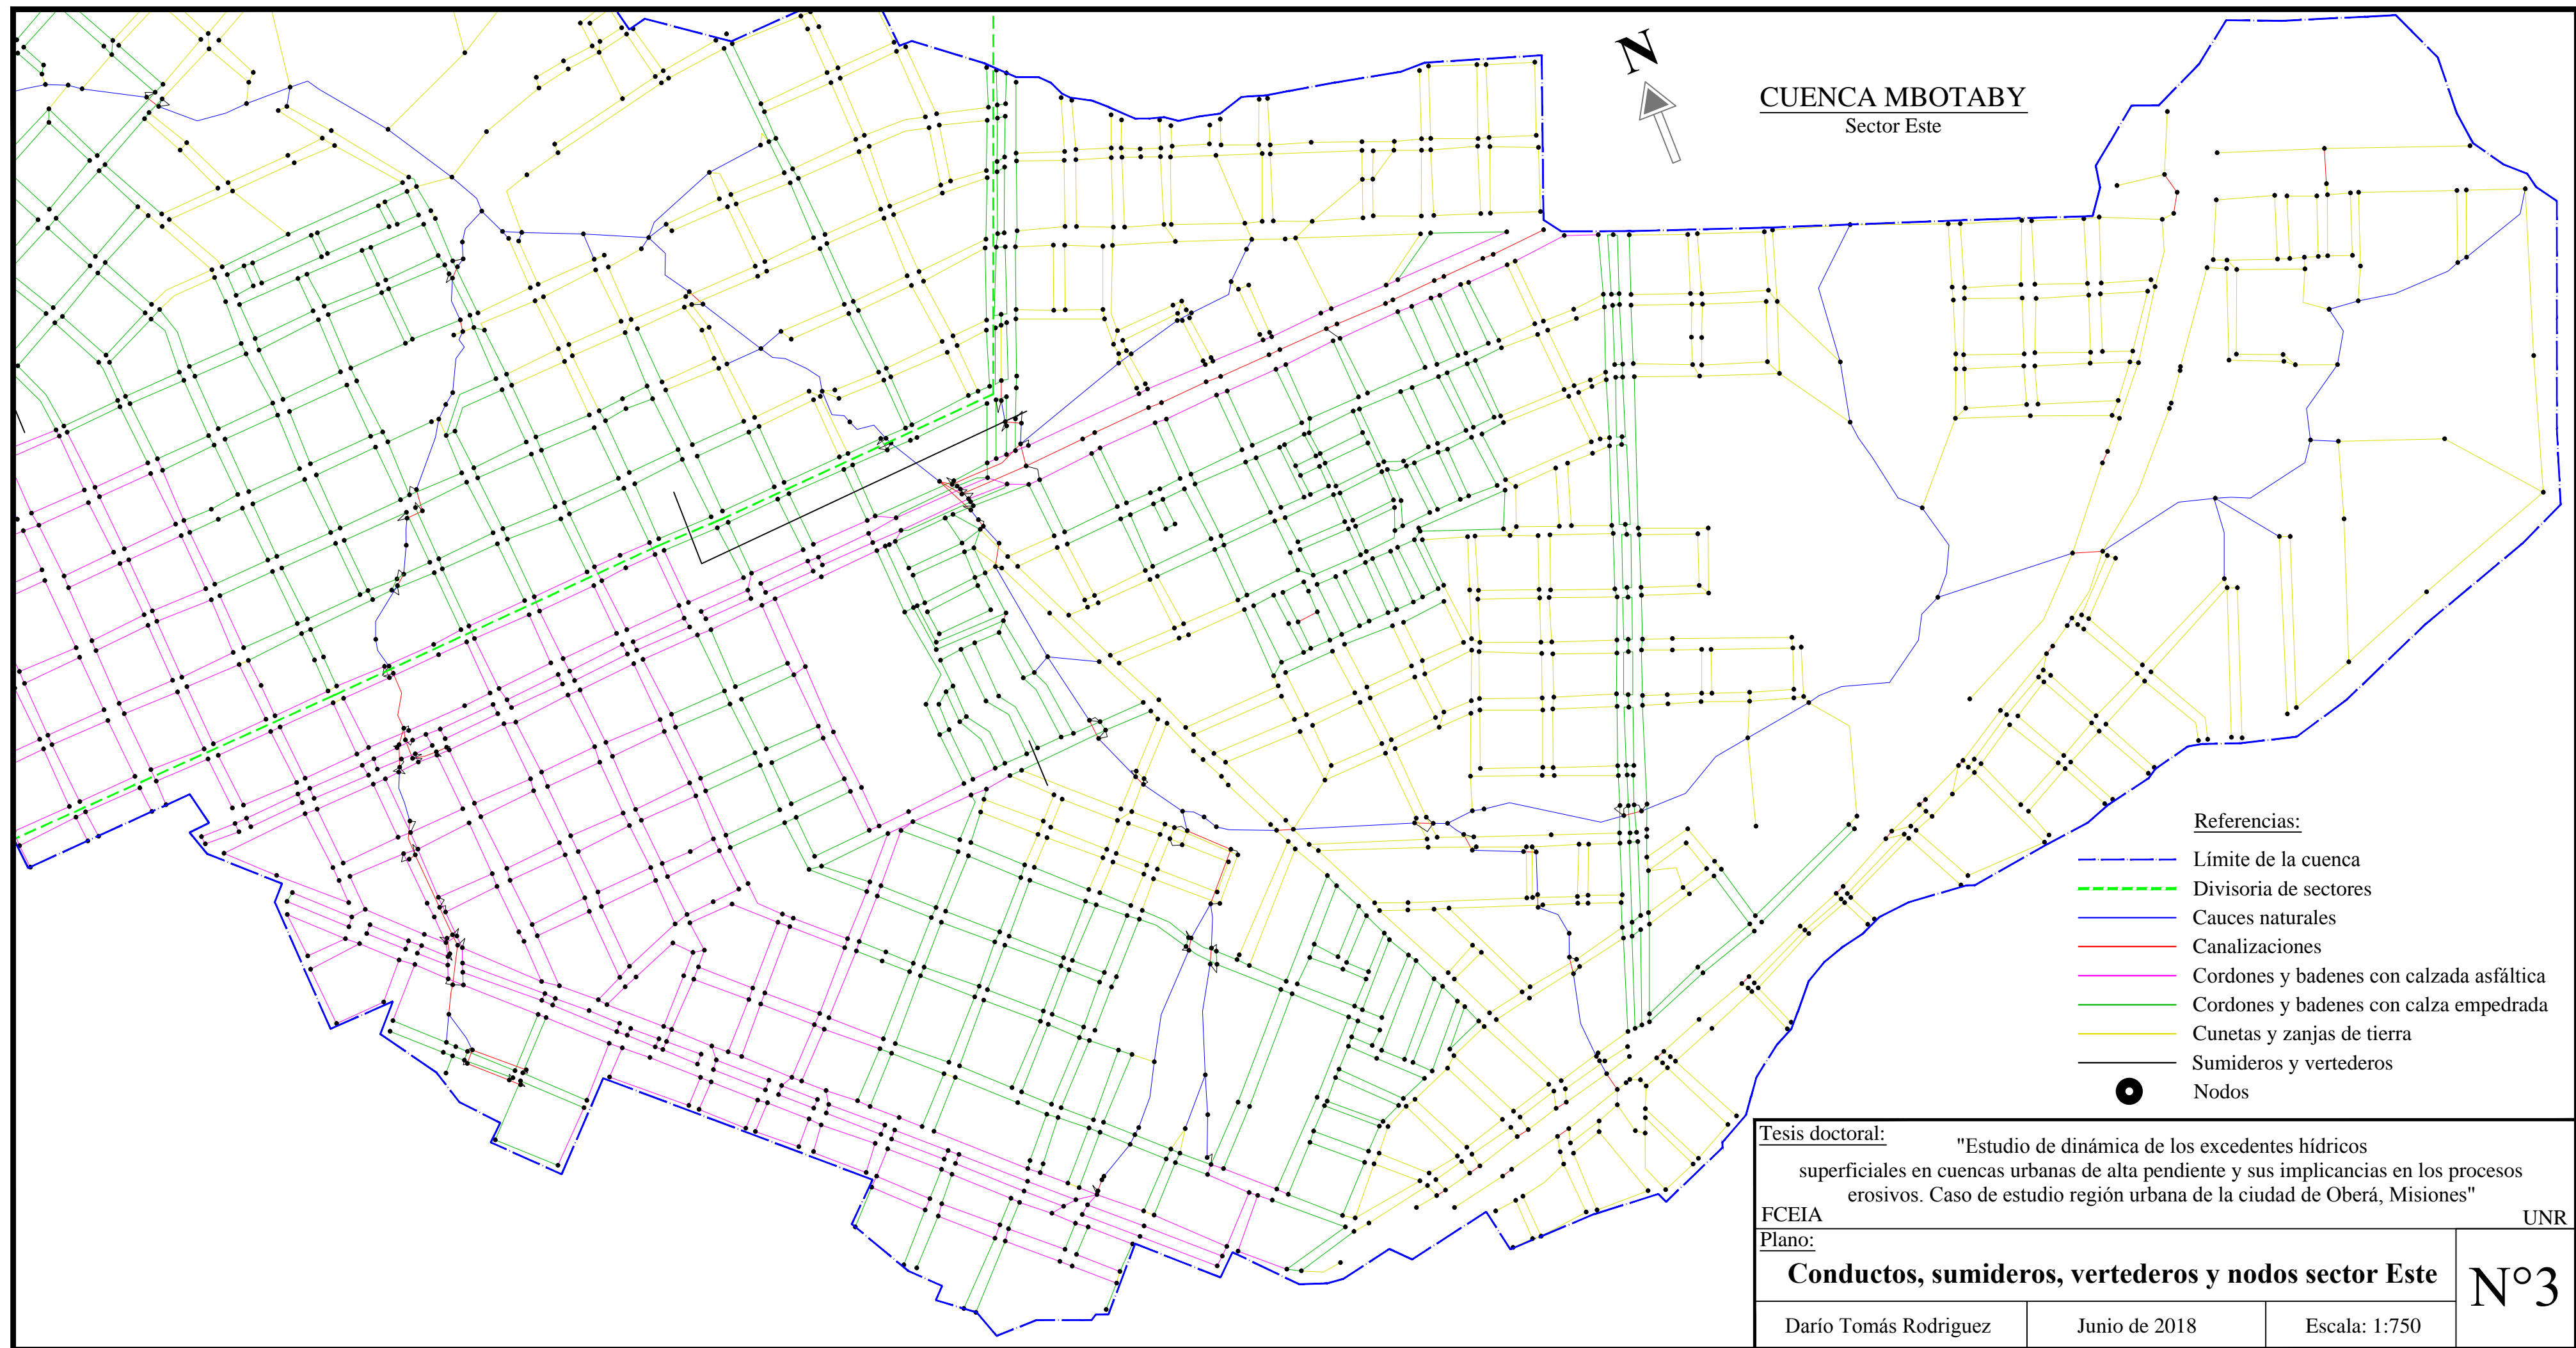 N
CUENCA MBOTABY
Sector Este
Referencias:
Límite de la cuenca
Divisoria de sectores
Cauces naturales
Canalizaciones
Cordones y badenes con calzada asfáltica
Cordones y badenes con calza empedrada
Cunetas y zanjas de tierra
Sumideros y vertederos
Nodos
Tesis doctoral:
"Estudio de dinámica de los excedentes hídricos
superficiales en cuencas urbanas de alta pendiente y sus implicancias en los procesos
erosivos. Caso de estudio región urbana de la ciudad de Oberá, Misiones"
FCEIA UNR
Plano:
Conductos, sumideros, vertederos y nodos sector Este
N°3
Darío Tomás Rodriguez Junio de 2018 Escala: 1:750